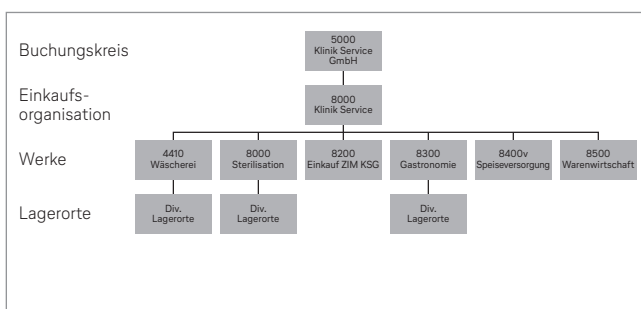 Buchungskreis
5000
Klinik Service
GmbH
Einkaufs-
organisation
8000
Klinik Service
Werke
4410
Wäscherei
8000
Sterilisation
8200
Einkauf ZIM KSG
8300
Gastronomie
8400v
Speiseversorgung
8500
Warenwirtschaft
Lagerorte
Div.
Lagerorte
Div.
Lagerorte
Div.
Lagerorte